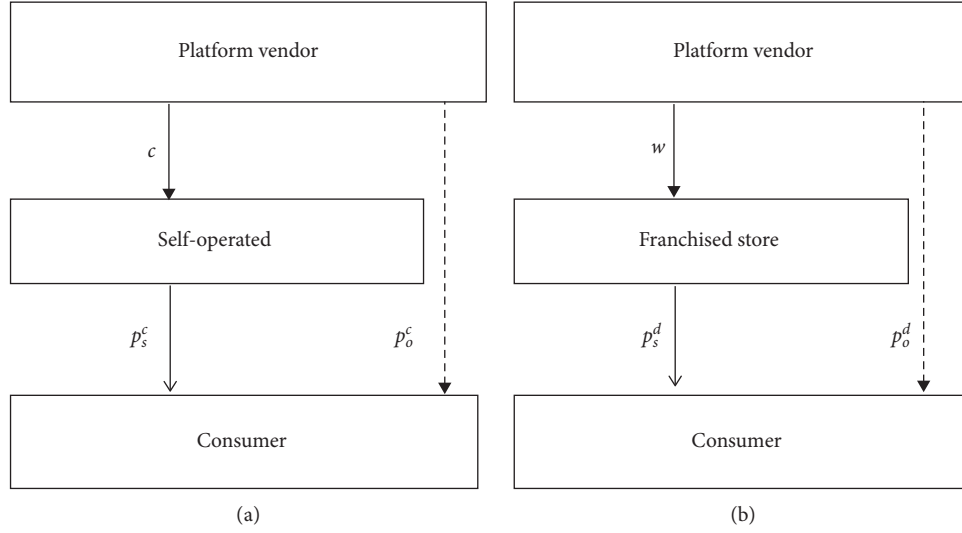 Platform vendor
c
Self-operated
p_s^c
p_o^c
Consumer
(a)
Platform vendor
w
Franchised store
p_s^d
p_o^d
Consumer
(b)